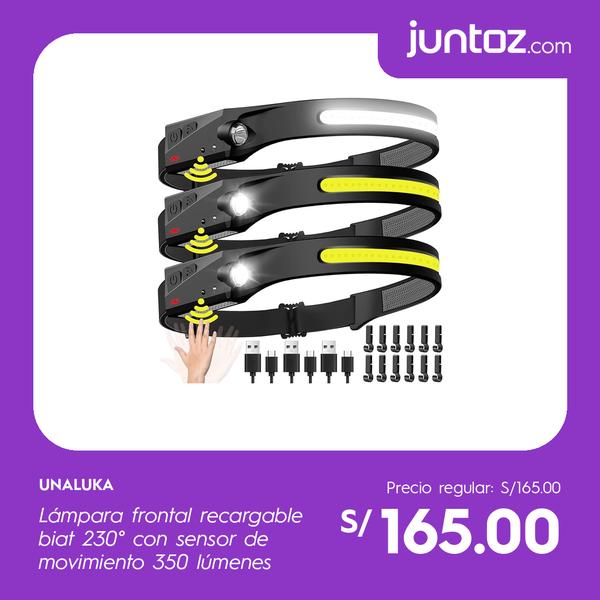 juntoz.com
UNALUKA
Lámpara frontal recargable
biat 230° con sensor de
movimiento 350 lúmenes
Precio regular: S/165.00
S/165.00